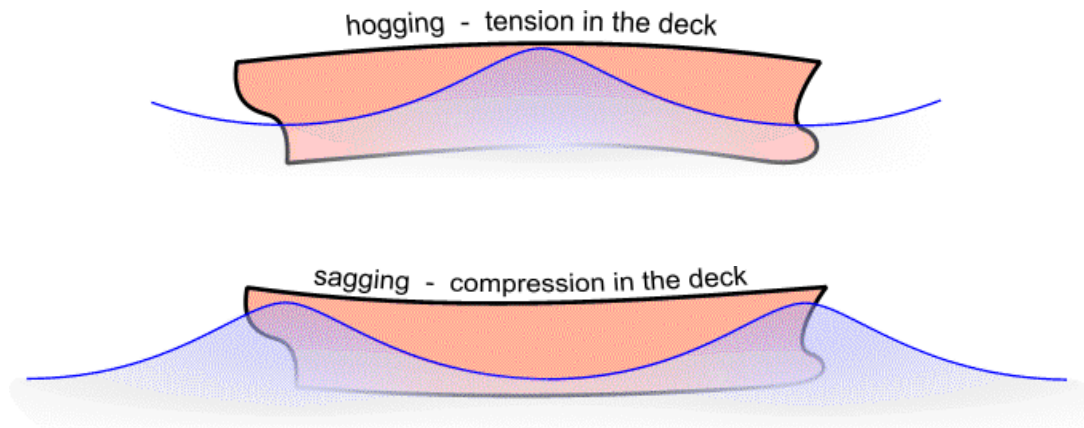 hogging - tension in the deck
sagging - compression in the deck